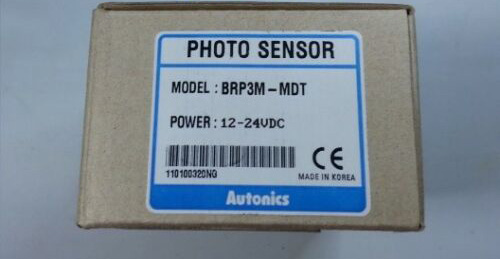 PHOTO SENSOR
MODEL : BRP3M-MDT
POWER : 12-24VDC
110100320NG
CE
MADE IN KOREA
Autonics